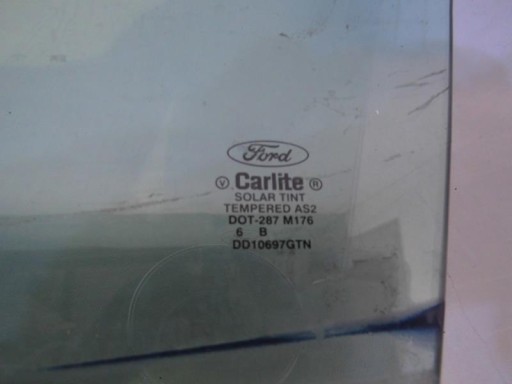 Ford
V Carlite ®
SOLAR TINT
TEMPERED AS2
DOT-287 M176
6 B
DD10697GTN